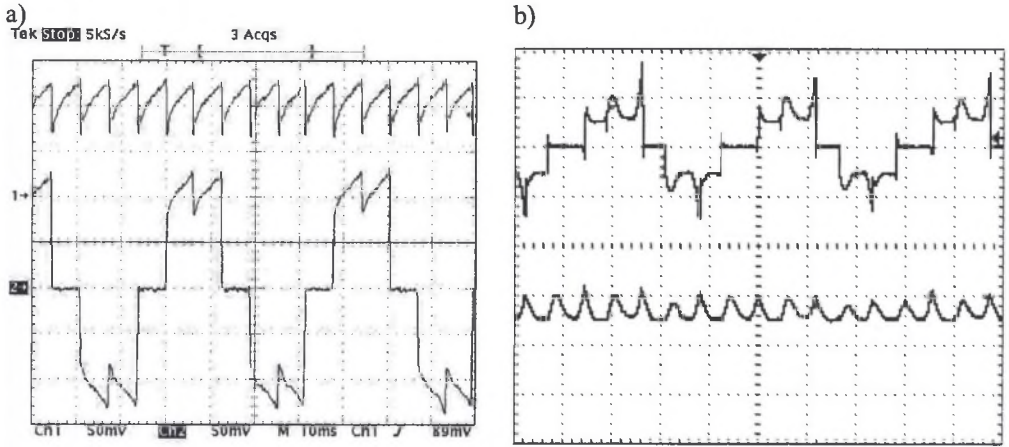 a)
b)
Tek Stop: 5kS/s 3 Acqs
T
1→
2→
Ch1 50mV Ch2 50mV M 10ms Ch1 89mV